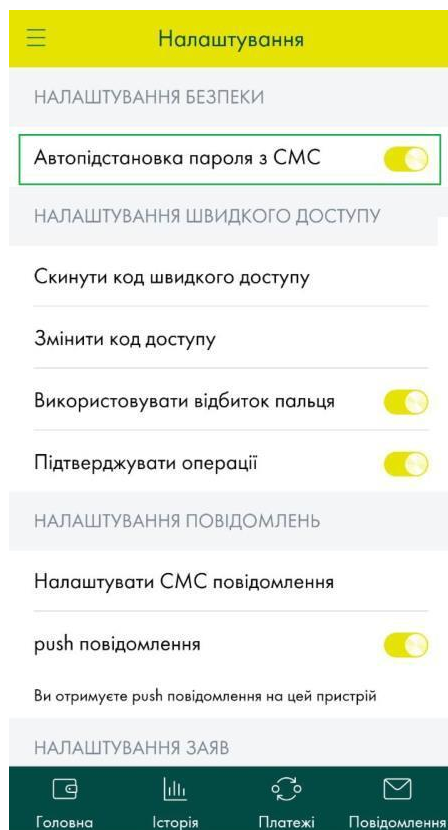 Налаштування
НАЛАШТУВАННЯ БЕЗПЕКИ
Автопідстановка пароля з СМС
НАЛАШТУВАННЯ ШВИДКОГО ДОСТУПУ
Скинути код швидкого доступу
Змінити код доступу
Використовувати відбиток пальця
Підтверджувати операції
НАЛАШТУВАННЯ ПОВІДОМЛЕНЬ
Налаштувати СМС повідомлення
push повідомлення
Ви отримуєте push повідомлення на цей пристрій
НАЛАШТУВАННЯ ЗАЯВ
Головна Історія Платежі Повідомлення